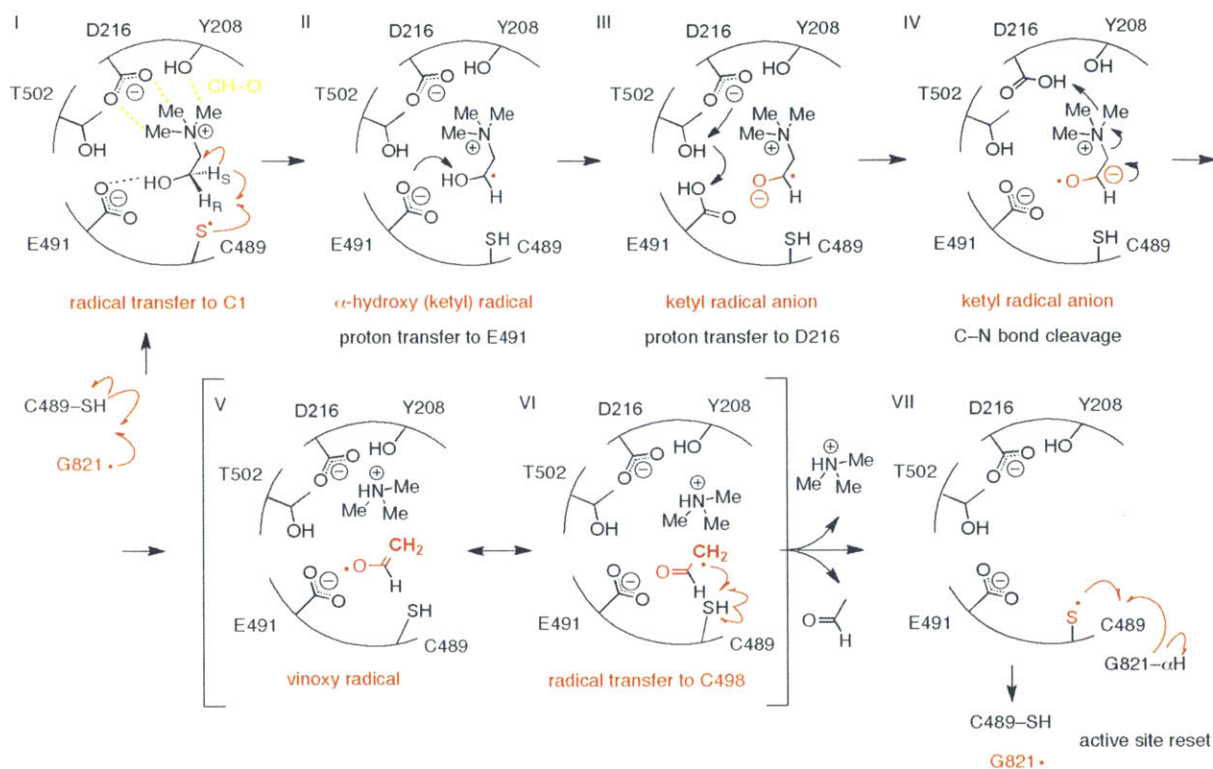 I
D216
Y208
HO
O
O
⊖
CH–O
T502
Me
Me
Me–N⊕
OH
HO
HS
HR
O
O
⊖
S•
E491
C489
radical transfer to C1
II
D216
Y208
HO
O
O
⊖
T502
Me
Me
Me–N
⊕
OH
HO
H
O
O
⊖
SH
E491
C489
α-hydroxy (ketyl) radical
proton transfer to E491
III
D216
Y208
HO
O
O
⊖
T502
Me
Me
Me–N
⊕
OH
O
⊖
H
HO
O
SH
E491
C489
ketyl radical anion
proton transfer to D216
IV
D216
Y208
HO
OH
O
T502
Me
Me
Me–N
⊕
OH
•O
⊖
H
O
O
⊖
SH
E491
C489
ketyl radical anion
C–N bond cleavage
C489–SH
G821•
V
D216
Y208
HO
O
O
⊖
T502
⊕
HN–Me
Me
Me
OH
CH2
•O
H
O
O
⊖
SH
E491
C489
vinoxy radical
VI
D216
Y208
HO
O
O
⊖
T502
⊕
HN–Me
Me
Me
OH
CH2
O
H
O
O
⊖
SH
E491
C489
radical transfer to C498
⊕
HN–Me
Me
Me
O
H
VII
D216
Y208
HO
O
O
⊖
T502
OH
O
O
⊖
S•
E491
C489
G821–αH
C489–SH
G821•
active site reset